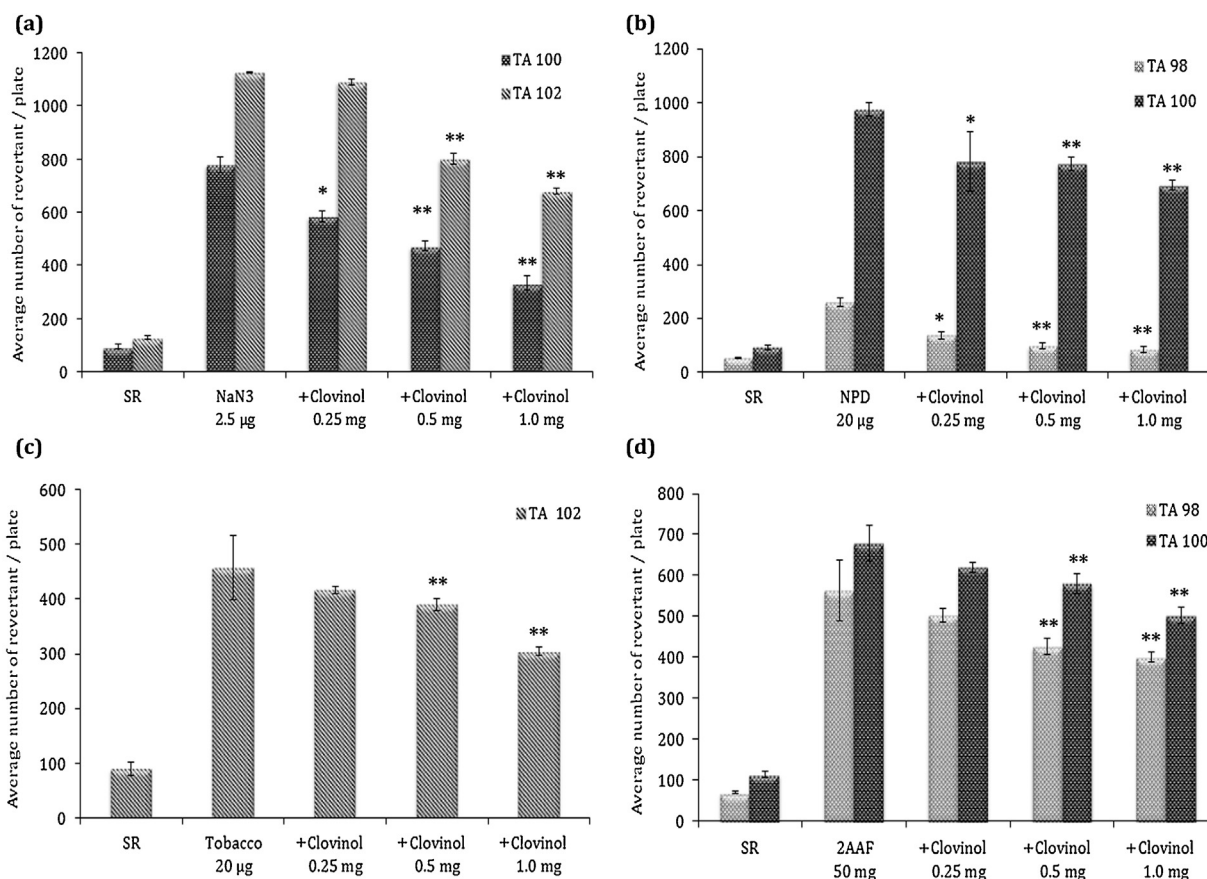 (a)
Average number of revertant / plate
1200
1000
800
600
400
200
0
TA 100
TA 102
*
**
**
**
**
SR
NaN3
2.5 µg
+Clovinol
0.25 mg
+Clovinol
0.5 mg
+Clovinol
1.0 mg
(b)
Average number of revertant / plate
1200
1000
800
600
400
200
0
TA 98
TA 100
*
*
**
**
**
**
SR
NPD
20 µg
+Clovinol
0.25 mg
+Clovinol
0.5 mg
+Clovinol
1.0 mg
(c)
Average number of revertant / plate
600
500
400
300
200
100
0
TA 102
**
**
SR
Tobacco
20 µg
+Clovinol
0.25 mg
+Clovinol
0.5 mg
+Clovinol
1.0 mg
(d)
Average number of revertant / plate
800
700
600
500
400
300
200
100
0
TA 98
TA 100
**
**
**
**
SR
2AAF
50 mg
+Clovinol
0.25 mg
+Clovinol
0.5 mg
+Clovinol
1.0 mg